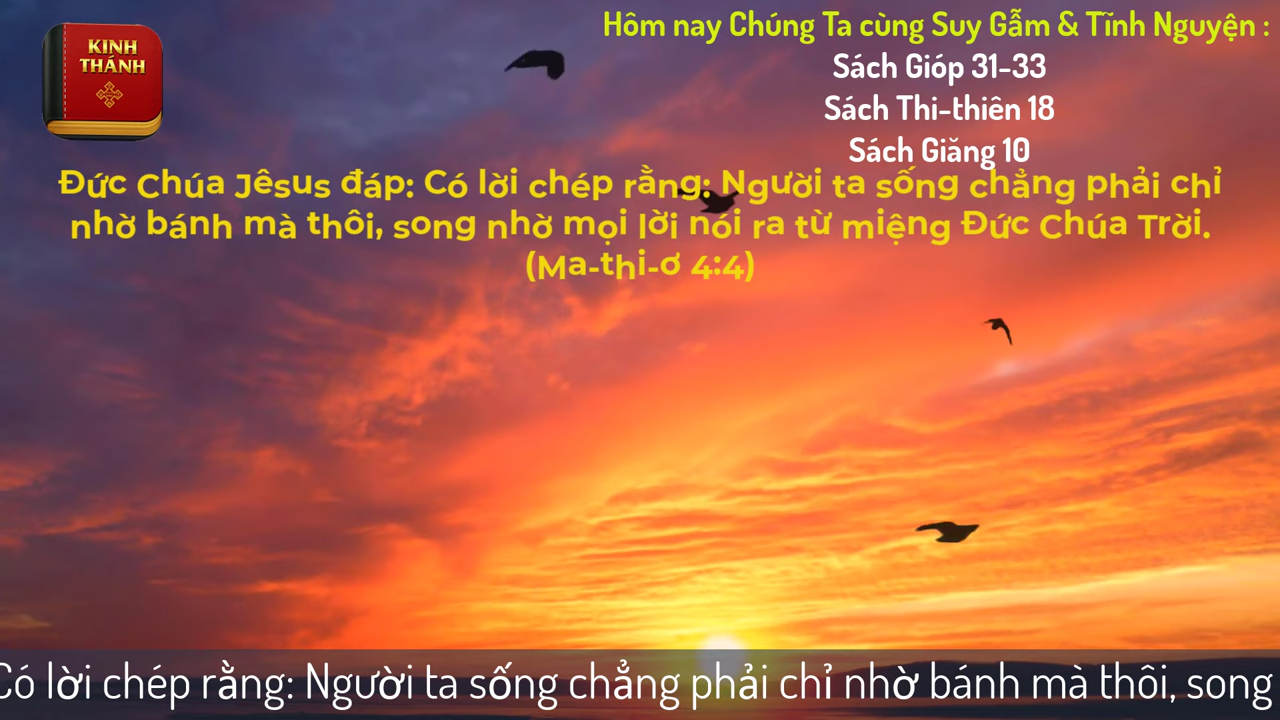 KINH
THÁNH
Hôm nay Chúng Ta cùng Suy Gẫm & Tĩnh Nguyện :
Sách Gióp 31-33
Sách Thi-thiên 18
Sách Giăng 10
Đức Chúa Jêsus đáp: Có lời chép rằng: Người ta sống chẳng phải chỉ
nhờ bánh mà thôi, song nhờ mọi lời nói ra từ miệng Đức Chúa Trời.
(Ma-thi-ơ 4:4)
Có lời chép rằng: Người ta sống chẳng phải chỉ nhờ bánh mà thôi, song